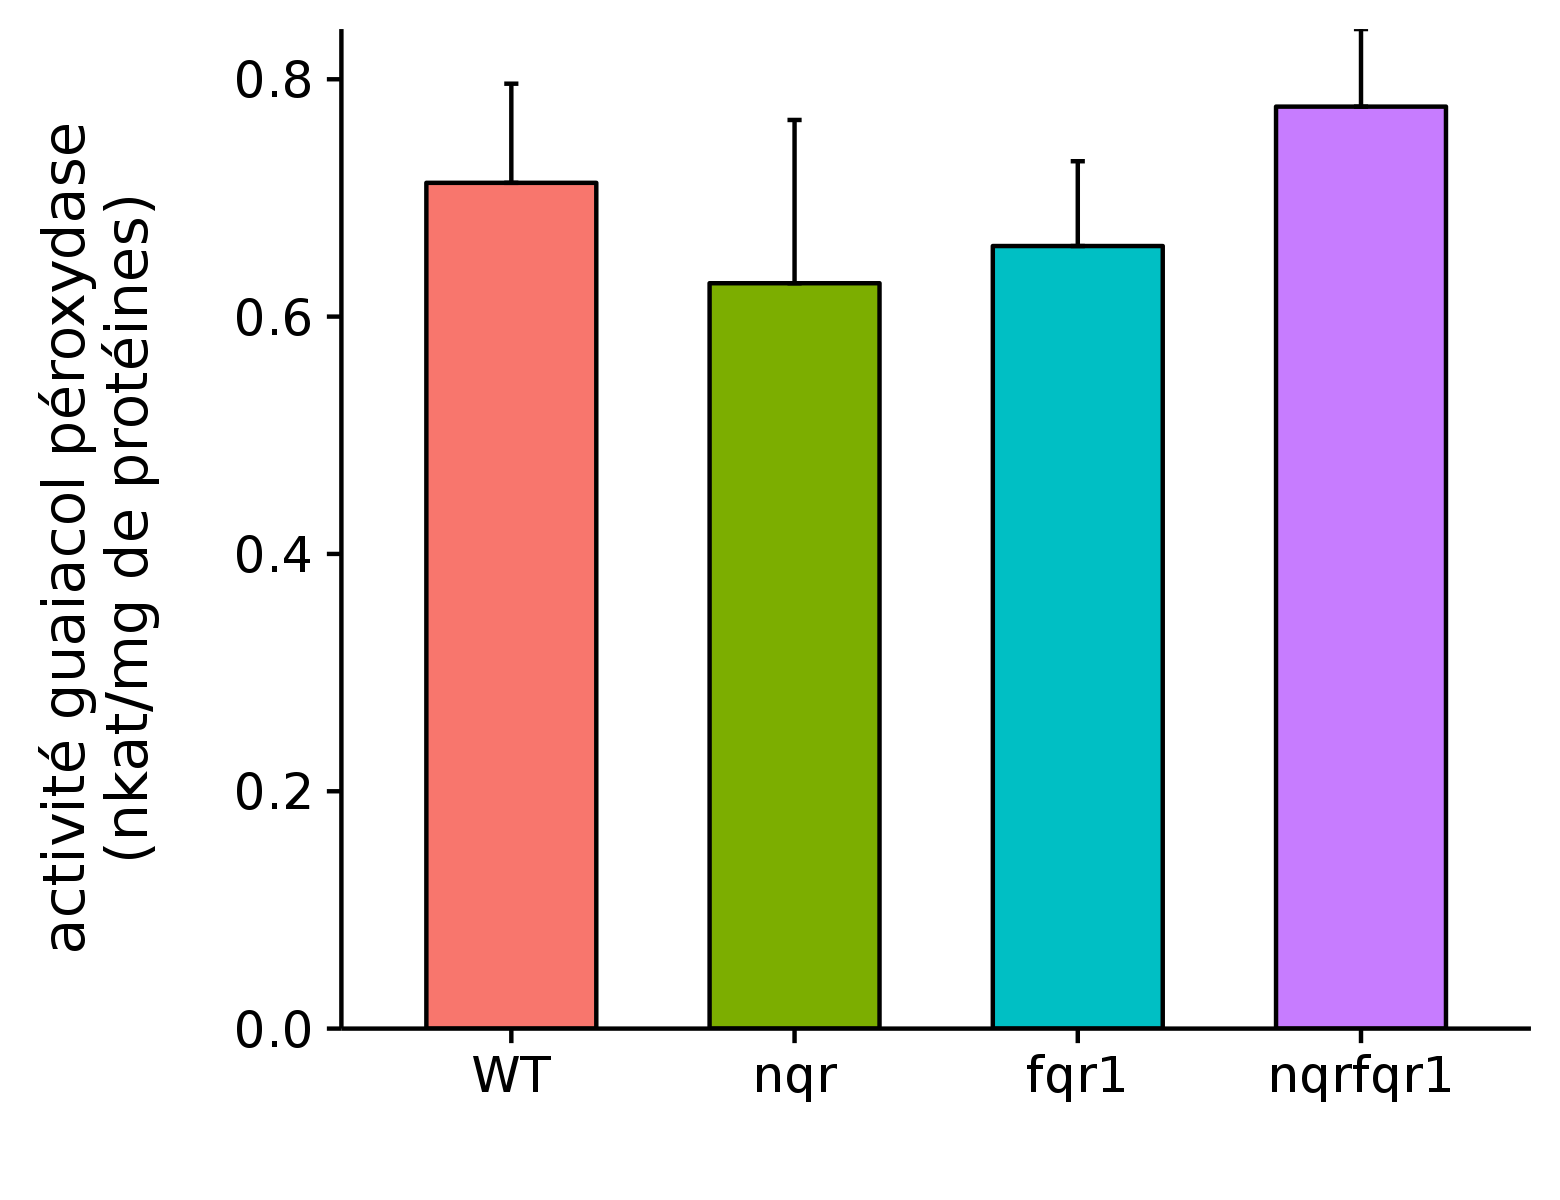 activité guaiacol péroxydase
(nkat/mg de protéines)
0.8
0.6
0.4
0.2
0.0
WT nqr fqr1 nqrfqr1